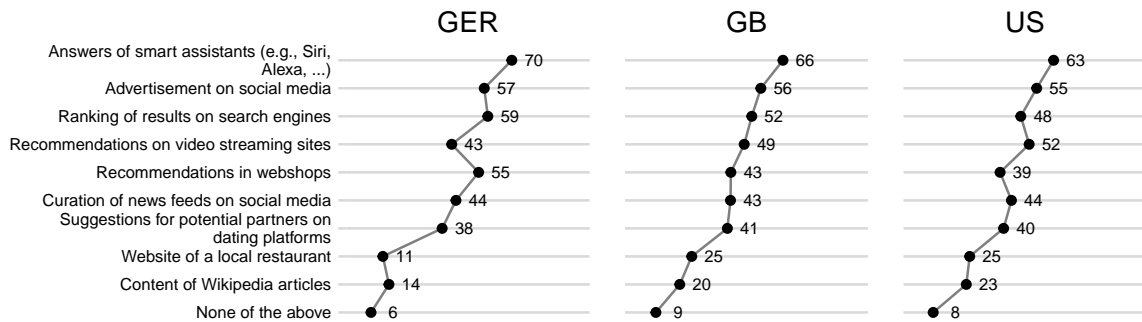 GER GB US
Answers of smart assistants (e.g., Siri,
Alexa, ...) 70 66 63
Advertisement on social media 57 56 55
Ranking of results on search engines 59 52 48
Recommendations on video streaming sites 43 49 52
Recommendations in webshops 55 43 39
Curation of news feeds on social media 44 43 44
Suggestions for potential partners on
dating platforms 38 41 40
Website of a local restaurant 11 25 25
Content of Wikipedia articles 14 20 23
None of the above 6 9 8